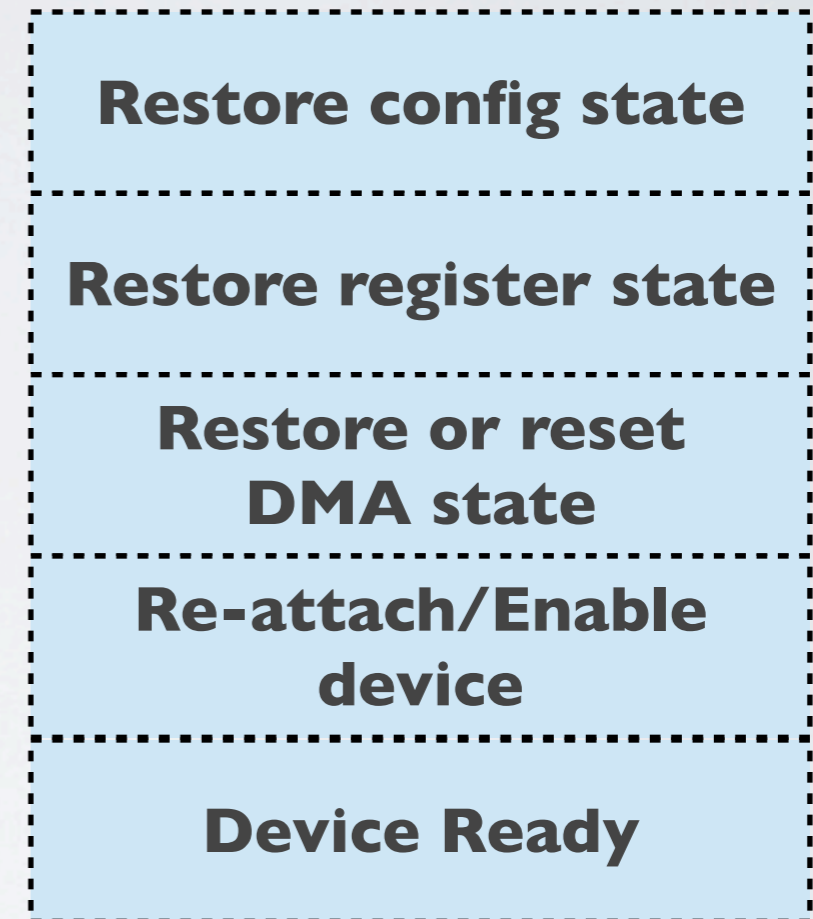 Restore config state
Restore register state
Restore or reset
DMA state
Re-attach/Enable
device
Device Ready